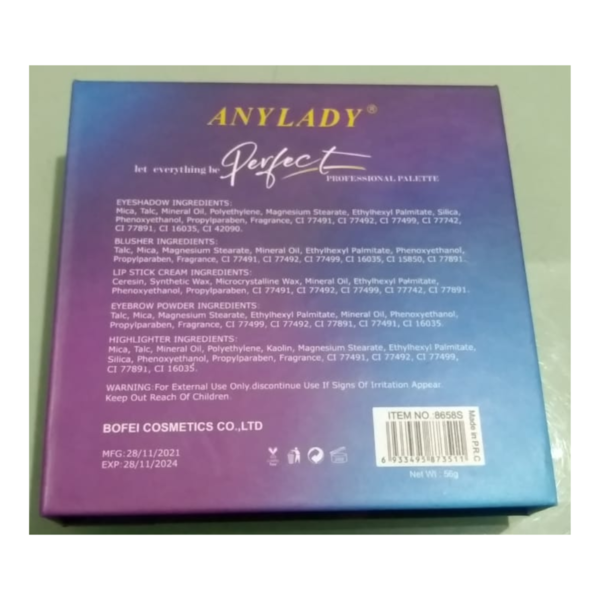 ANYLADY®
let everything be Perfect
PROFESSIONAL PALETTE
EYESHADOW INGREDIENTS:
Mica, Talc, Mineral Oil, Polyethylene, Magnesium Stearate, Ethylhexyl Palmitate, Silica,
Phenoxyethanol, Propylparaben, Fragrance, CI 77491, CI 77492, CI 77499, CI 77742,
CI 77891, CI 16035, CI 42090.
BLUSHER INGREDIENTS:
Talc, Mica, Magnesium Stearate, Mineral Oil, Ethylhexyl Palmitate, Phenoxyethanol,
Propylparaben, Fragrance, CI 77491, CI 77492, CI 77499, CI 16035, CI 15850, CI 77891.
LIP STICK CREAM INGREDIENTS:
Ceresin, Synthetic Wax, Microcrystalline Wax, Mineral Oil, Ethylhexyl Palmitate,
Phenoxyethanol, Propylparaben, CI 77491, CI 77492, CI 77499, CI 77742, CI 77891.
EYEBROW POWDER INGREDIENTS:
Talc, Mica, Magnesium Stearate, Ethylhexyl Palmitate, Mineral Oil, Phenoxyethanol,
Propylparaben, Fragrance, CI 77499, CI 77492, CI 77891, CI 77491, CI 16035.
HIGHLIGHTER INGREDIENTS:
Mica, Talc, Mineral Oil, Polyethylene, Kaolin, Magnesium Stearate, Ethylhexyl Palmitata,
Silica, Phenoxyethanol, Propylparaben, Fragrance, CI 77491, CI 77492, CI 77499,
CI 77891, CI 16035.
WARNING:For External Use Only.discontinue Use If Signs Of Irritation Appear.
Keep Out Reach Of Children.
BOFEI COSMETICS CO.,LTD
MFG:28/11/2021
EXP:28/11/2024
ITEM NO.:8658S
6 933495 873511
Net Wt.:56g
Made in P.R.C